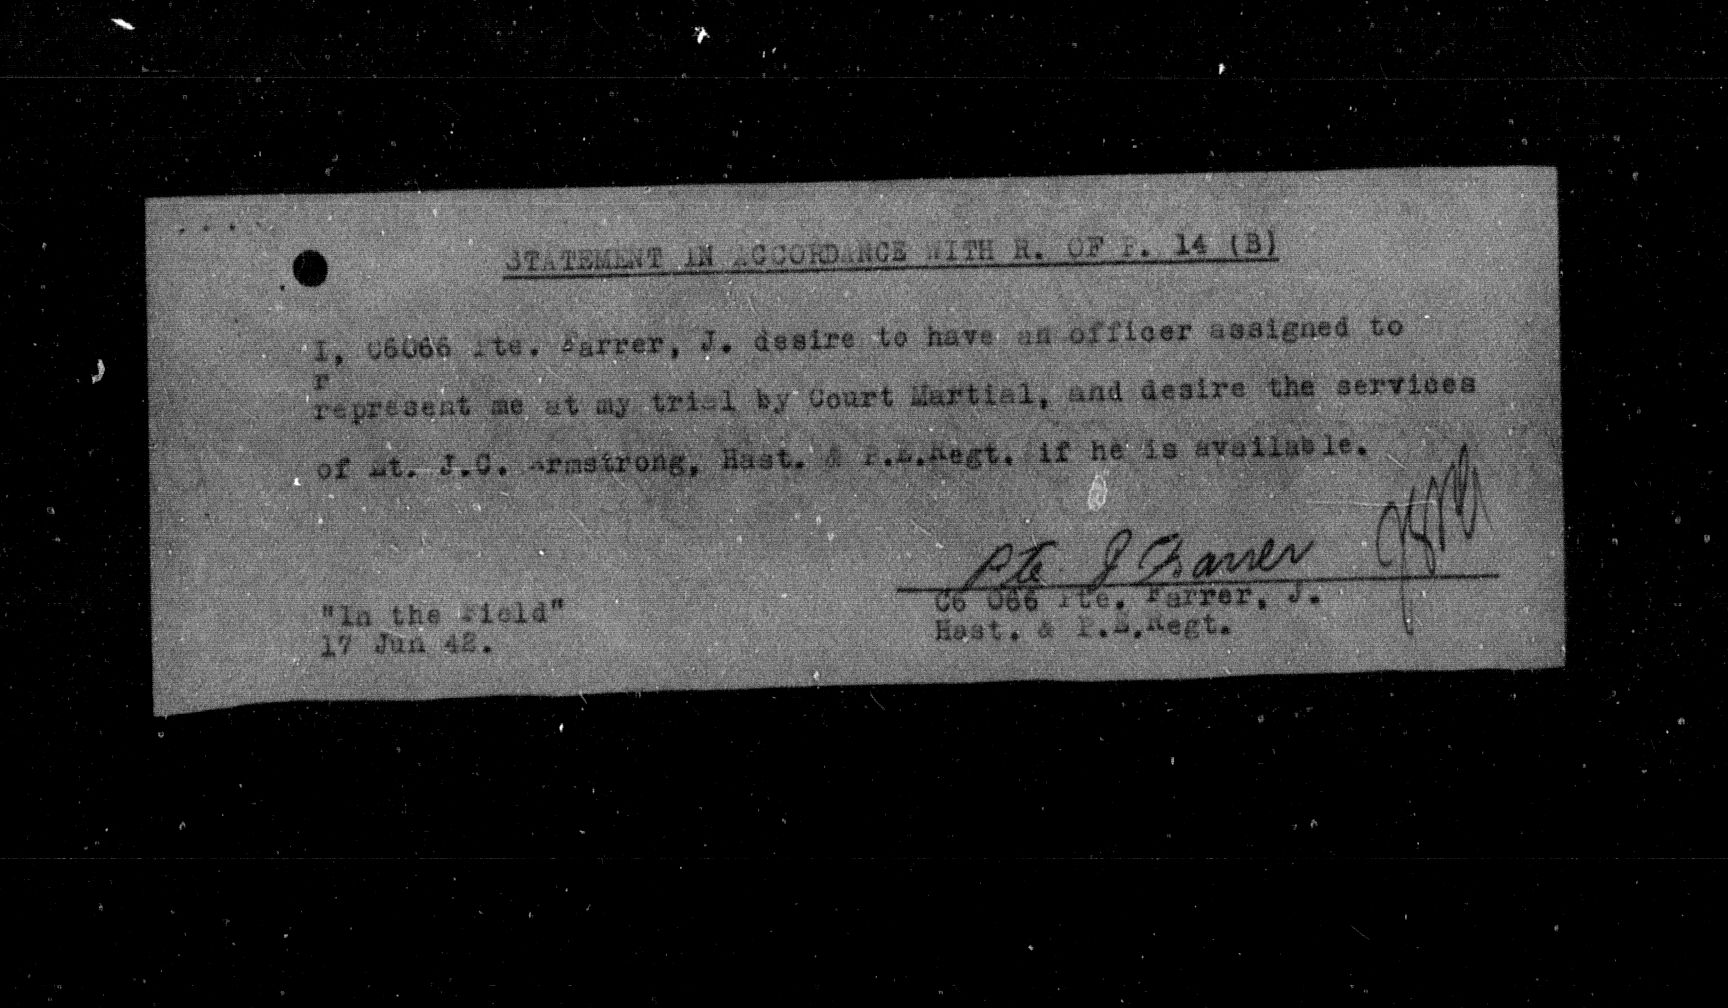 STATEMENT IN ACCORDANCE WITH R. OF P. 14 (B)
I, C6066 Pte. Farrer, J. desire to have an officer assigned to
r
represent me at my trial by Court Martial, and desire the services
of Lt. J.C. Armstrong, Hast. & P.E.Regt. if he is available.
Pte. J Farrer
C6 066 Pte. Farrer, J.
Hast. & P.E.Regt.
"In the Field"
17 Jun 42.